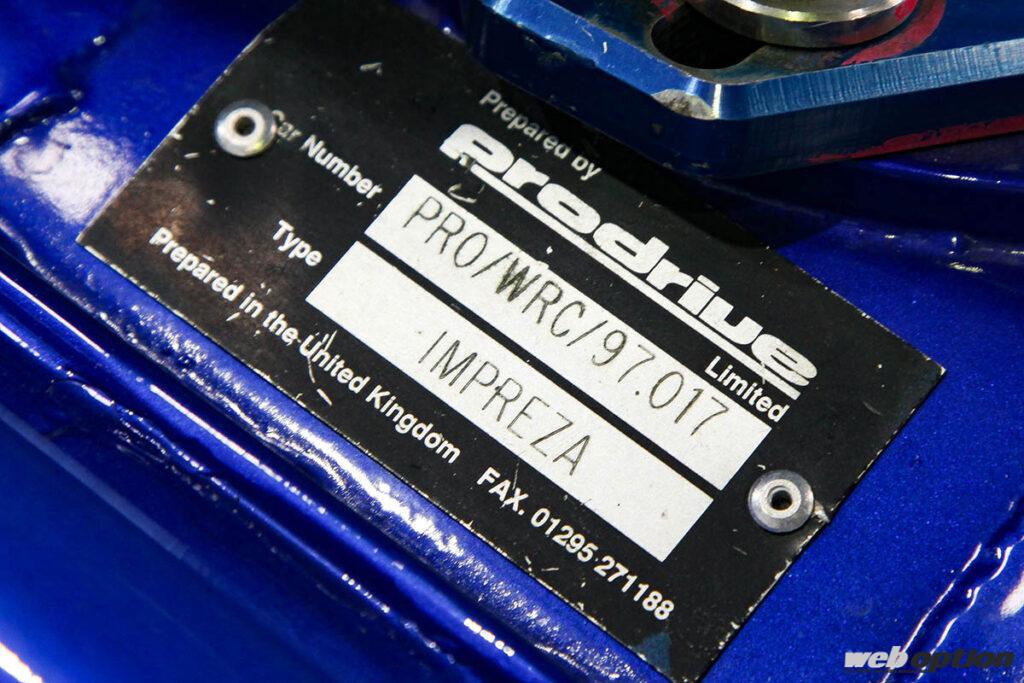 Prepared by
prodrive
Limited
Car Number PRO/WRC/97.017
Type IMPREZA
Prepared in the United Kingdom FAX. 01295·271188
web option